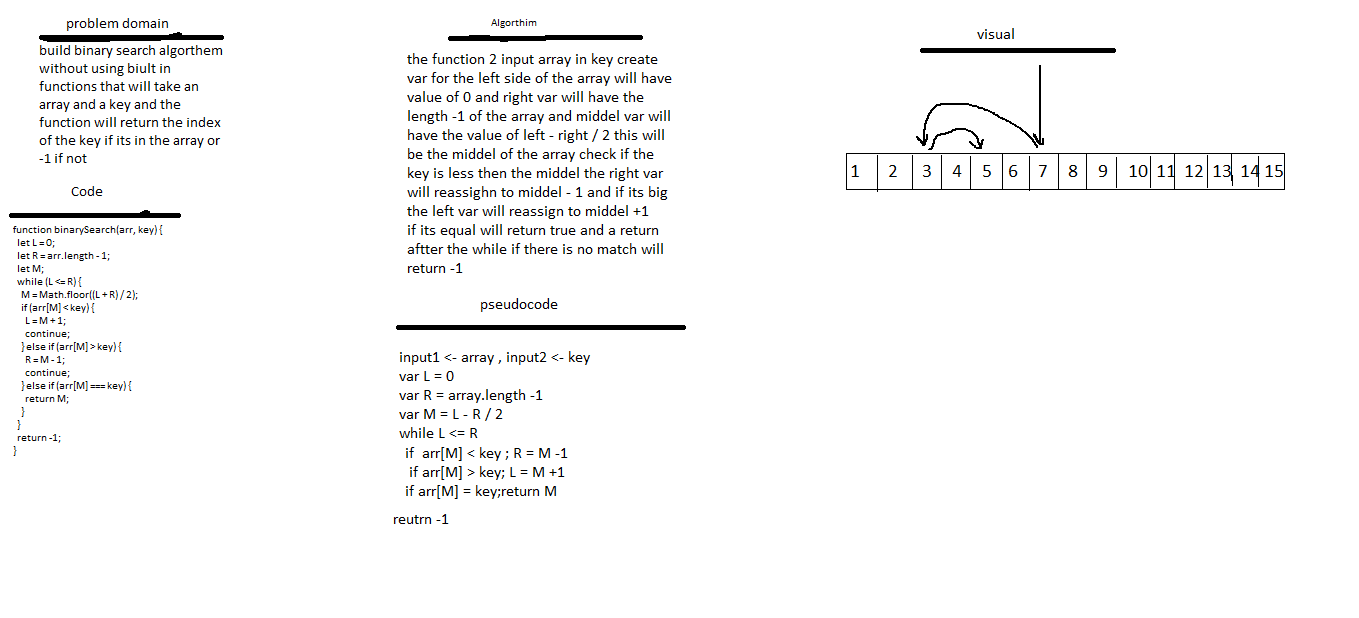 problem domain
build binary search algorthem
without using biult in
functions that will take an
array and a key and the
function will return the index
of the key if its in the array or
-1 if not
Code
function binarySearch(arr, key) {
let L = 0;
let R = arr.length - 1;
let M;
while (L <= R) {
M = Math.floor((L + R) / 2);
if (arr[M] < key) {
L = M + 1;
continue;
} else if (arr[M] > key) {
R = M - 1;
continue;
} else if (arr[M] === key) {
return M;
}
}
return -1;
}
Algorthim
the function 2 input array in key create
var for the left side of the array will have
value of 0 and right var will have the
length -1 of the array and middel var will
have the value of left - right / 2 this will
be the middel of the array check if the
key is less then the middel the right var
will reassighn to middel - 1 and if its big
the left var will reassign to middel +1
if its equal will return true and a return
aftter the while if there is no match will
return -1
pseudocode
input1 <- array , input2 <- key
var L = 0
var R = array.length -1
var M = L - R / 2
while L <= R
if arr[M] < key ; R = M -1
if arr[M] > key; L = M +1
if arr[M] = key;return M
reutrn -1
visual
1 2 3 4 5 6 7 8 9 10 11 12 13 14 15